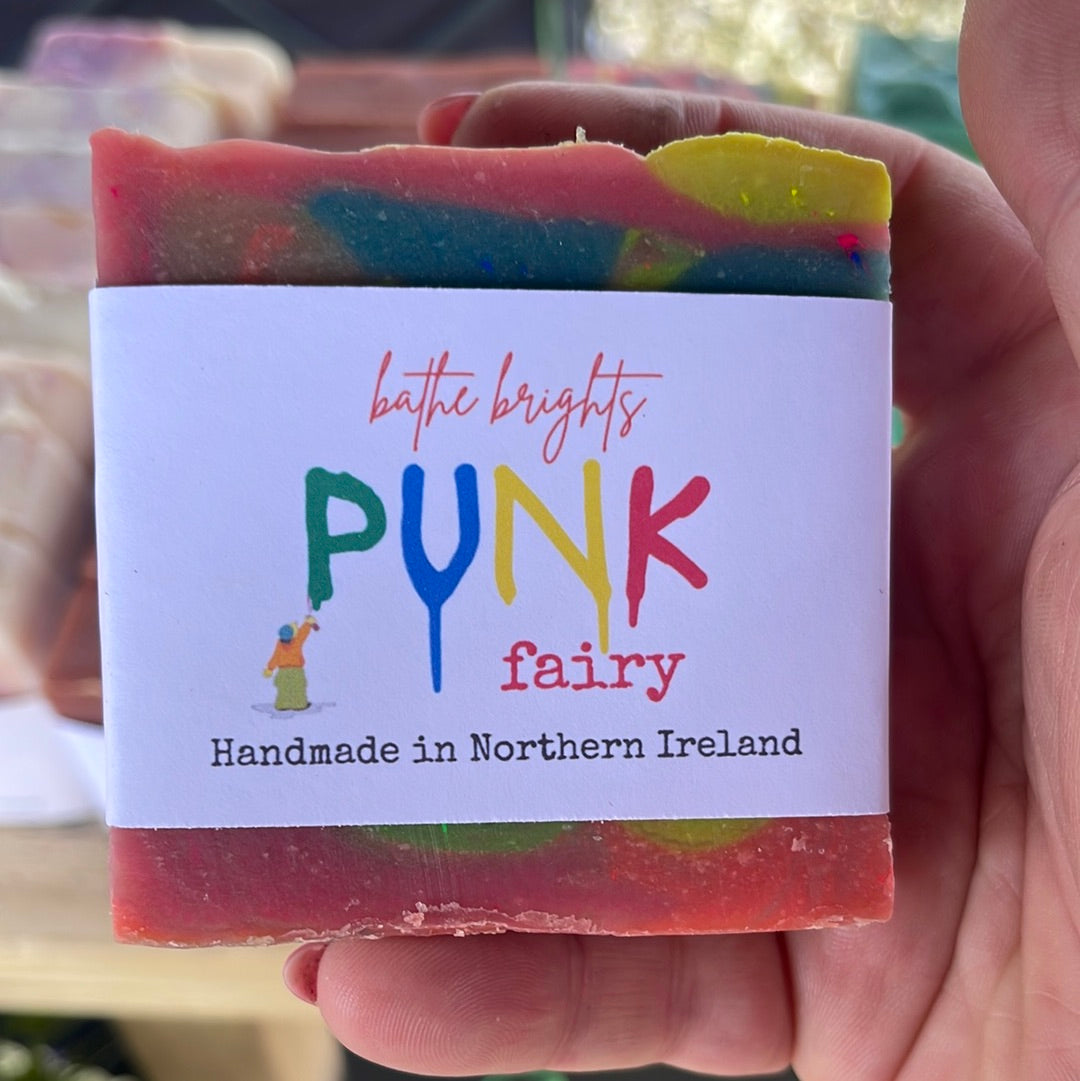 bathe brights
PUNK
fairy
Handmade in Northern Ireland